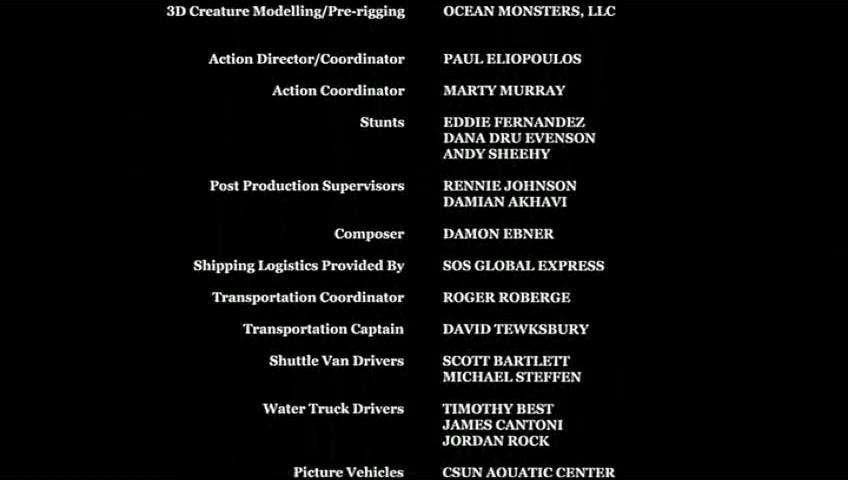 3D Creature Modelling/Pre-rigging OCEAN MONSTERS, LLC
Action Director/Coordinator PAUL ELIOPOULOS
Action Coordinator MARTY MURRAY
Stunts EDDIE FERNANDEZ
DANA DRU EVENSON
ANDY SHEEHY
Post Production Supervisors RENNIE JOHNSON
DAMIAN AKHAVI
Composer DAMON EBNER
Shipping Logistics Provided By SOS GLOBAL EXPRESS
Transportation Coordinator ROGER ROBERGE
Transportation Captain DAVID TEWKSBURY
Shuttle Van Drivers SCOTT BARTLETT
MICHAEL STEFFEN
Water Truck Drivers TIMOTHY BEST
JAMES CANTONI
JORDAN ROCK
Picture Vehicles CSUN AQUATIC CENTER